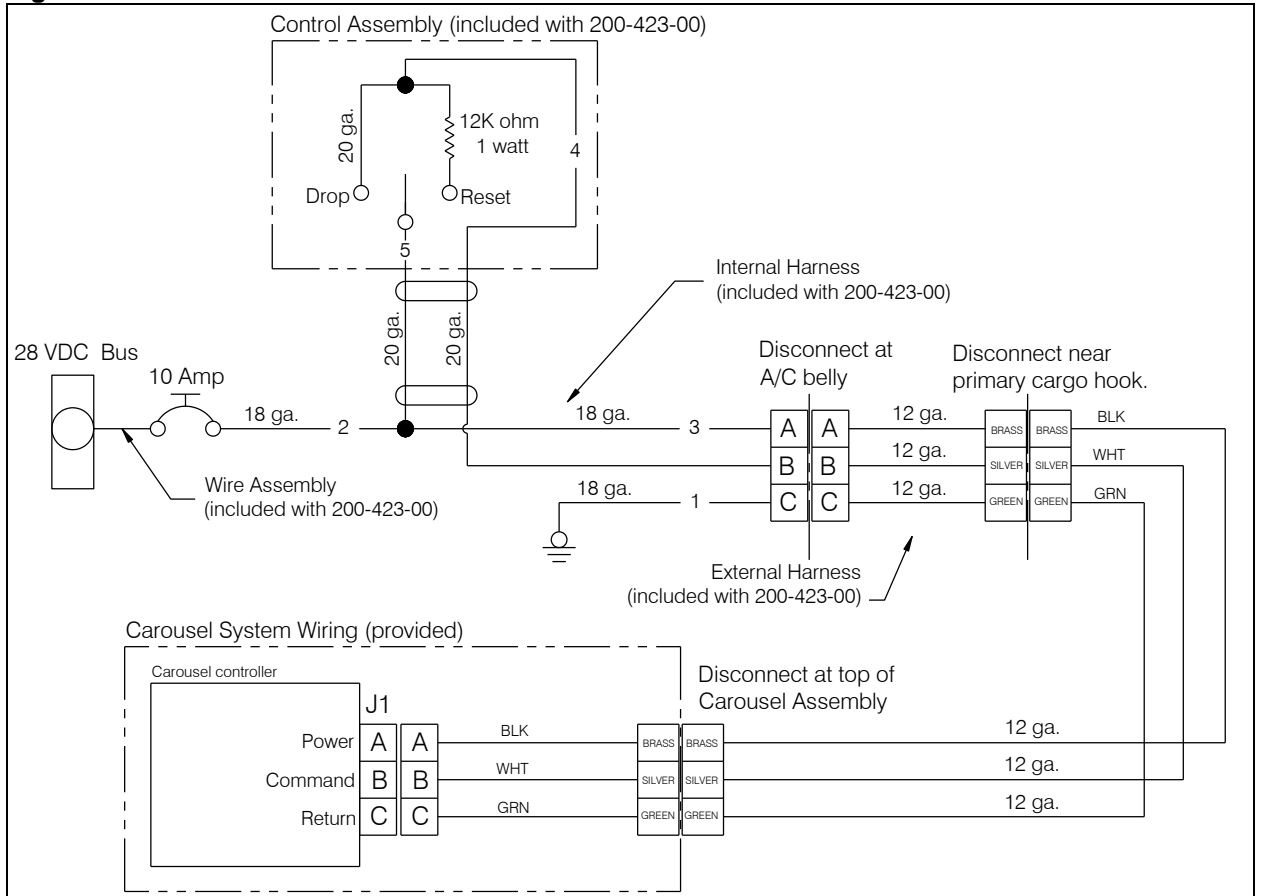 Control Assembly (included with 200-423-00)
20 ga.
12K ohm
1 watt
4
Drop
Reset
5
Internal Harness
(included with 200-423-00)
20 ga.
20 ga.
28 VDC Bus
10 Amp
18 ga.
2
18 ga.
3
Disconnect at
A/C belly
Disconnect near
primary cargo hook.
A A
12 ga.
BRASS BRASS
BLK
B B
12 ga.
SILVER SILVER
WHT
18 ga.
1
C C
12 ga.
GREEN GREEN
GRN
Wire Assembly
(included with 200-423-00)
External Harness
(included with 200-423-00)
Carousel System Wiring (provided)
Carousel controller
Disconnect at top of
Carousel Assembly
J1
Power
A A
BLK
BRASS BRASS
12 ga.
Command
B B
WHT
SILVER SILVER
12 ga.
Return
C C
GRN
GREEN GREEN
12 ga.